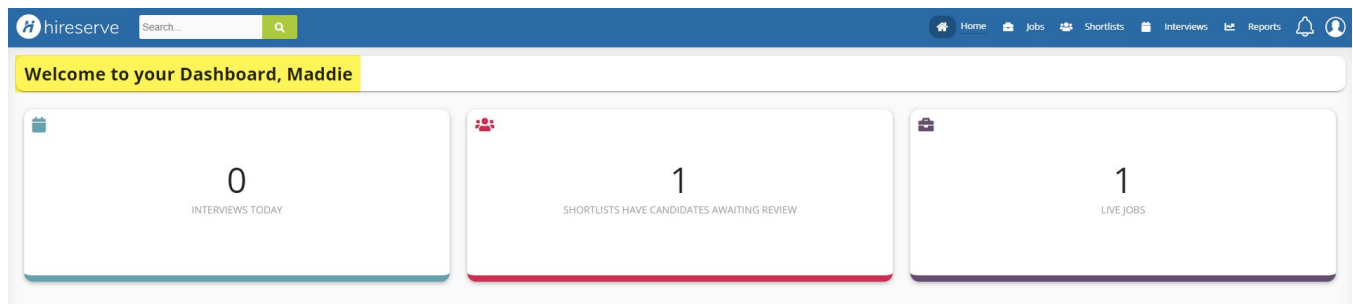 hireserve Search... Home Jobs Shortlists Interviews Reports
Welcome to your Dashboard, Maddie
0 1 1
INTERVIEWS TODAY SHORTLISTS HAVE CANDIDATES AWAITING REVIEW LIVE JOBS